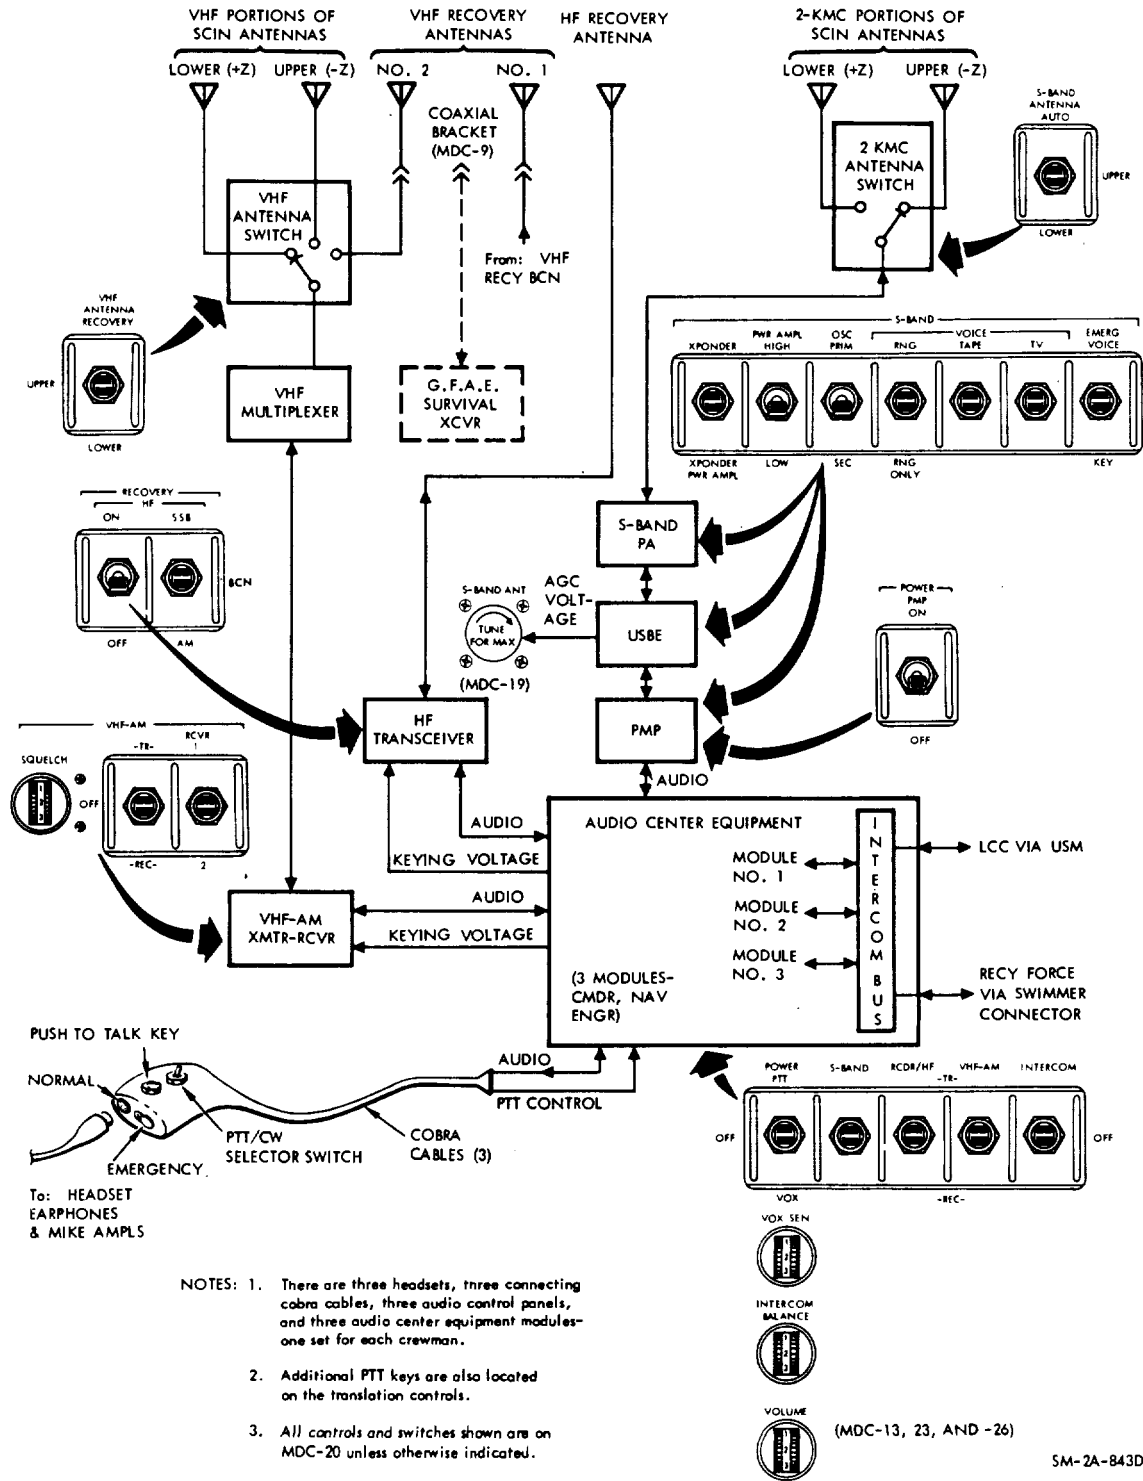 VHF PORTIONS OF
SCIN ANTENNAS
VHF RECOVERY
ANTENNAS
HF RECOVERY
ANTENNA
2-KMC PORTIONS OF
SCIN ANTENNAS
LOWER (+Z)
UPPER (-Z)
NO. 2
NO. 1
LOWER (+Z)
UPPER (-Z)
COAXIAL
BRACKET
(MDC-9)
S-BAND
ANTENNA
AUTO
UPPER
LOWER
2 KMC
ANTENNA
SWITCH
VHF
ANTENNA
SWITCH
From: VHF
RECY BCN
VHF
ANTENNA
RECOVERY
UPPER
LOWER
VHF
MULTIPLEXER
G.F.A.E.
SURVIVAL
XCVR
S-BAND
XPONDER
PWR AMPL
HIGH
OSC
PRIM
VOICE
RNG
TAPE
TV
EMERG
VOICE
XPONDER
PWR AMPL
LOW
SEC
RNG
ONLY
KEY
RECOVERY
HF
ON
SSB
BCN
OFF
AM
S-BAND
PA
AGC
VOLT-
AGE
USBE
S-BAND ANT
TUNE
FOR MAX
(MDC-19)
POWER
PMP
ON
OFF
HF
TRANSCEIVER
PMP
AUDIO
VHF-AM
SQUELCH
1
2
3
OFF
-TR-
RCVR
1
-REC-
2
AUDIO
KEYING VOLTAGE
AUDIO
KEYING VOLTAGE
VHF-AM
XMTR-RCVR
AUDIO CENTER EQUIPMENT
MODULE
NO. 1
MODULE
NO. 2
MODULE
NO. 3
(3 MODULES-
CMDR, NAV
ENGR)
INTERCOM BUS
LCC VIA USM
RECY FORCE
VIA SWIMMER
CONNECTOR
PUSH TO TALK KEY
NORMAL
EMERGENCY
PTT/CW
SELECTOR SWITCH
To: HEADSET
EARPHONES
& MIKE AMPLS
AUDIO
PTT CONTROL
COBRA
CABLES (3)
POWER
PTT
S-BAND
RCDR/HF
VHF-AM
INTERCOM
-TR-
OFF
OFF
VOX
-REC-
VOX SEN
1
2
3
INTERCOM
BALANCE
1
2
3
VOLUME
1
2
3
(MDC-13, 23, AND -26)
NOTES: 1. There are three headsets, three connecting
cobra cables, three audio control panels,
and three audio center equipment modules-
one set for each crewman.
2. Additional PTT keys are also located
on the translation controls.
3. All controls and switches shown are on
MDC-20 unless otherwise indicated.
SM-2A-843D